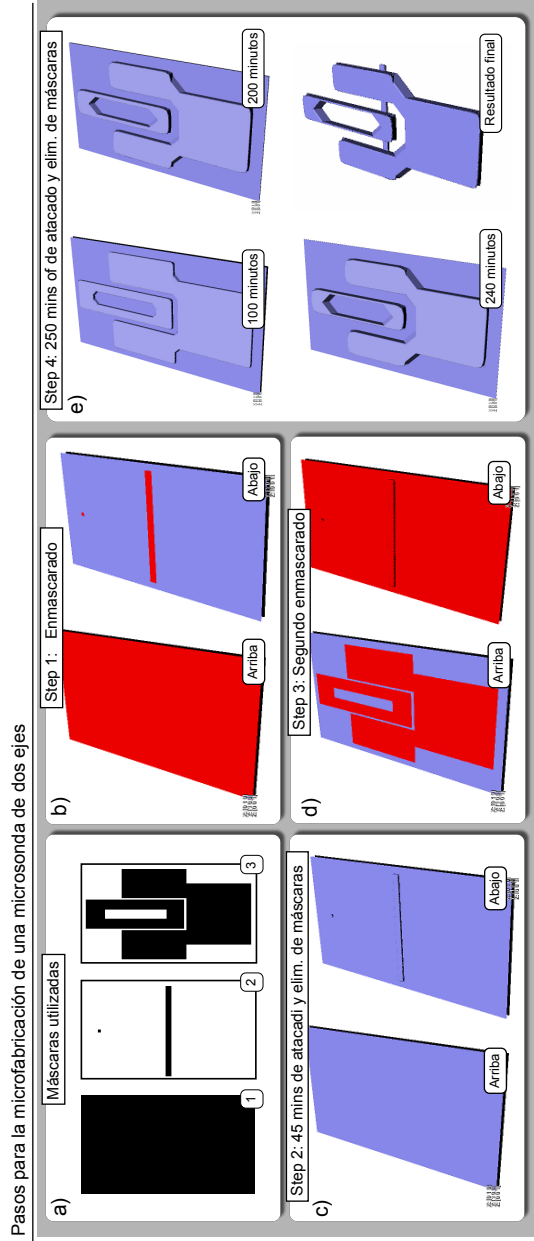 Pasos para la microfabricación de una microsonda de dos ejes
a)
Máscaras utilizadas
1
2
3
b)
Step 1: Enmascarado
Arriba
Abajo
c)
Step 2: 45 mins de atacadi y elim. de máscaras
Arriba
Abajo
d)
Step 3: Segundo enmascarado
Arriba
Abajo
Step 4: 250 mins of de atacado y elim. de máscaras
e)
100 minutos
200 minutos
240 minutos
Resultado final